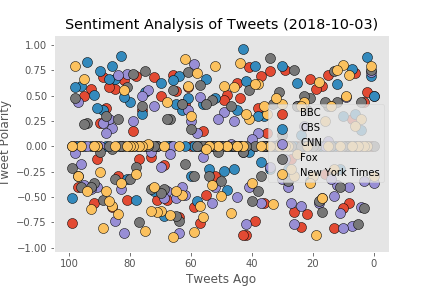 Sentiment Analysis of Tweets (2018-10-03)
1.00
0.75
0.50
0.25
0.00
−0.25
−0.50
−0.75
−1.00
Tweet Polarity
BBC
CBS
CNN
Fox
New York Times
100
80
60
40
20
0
Tweets Ago